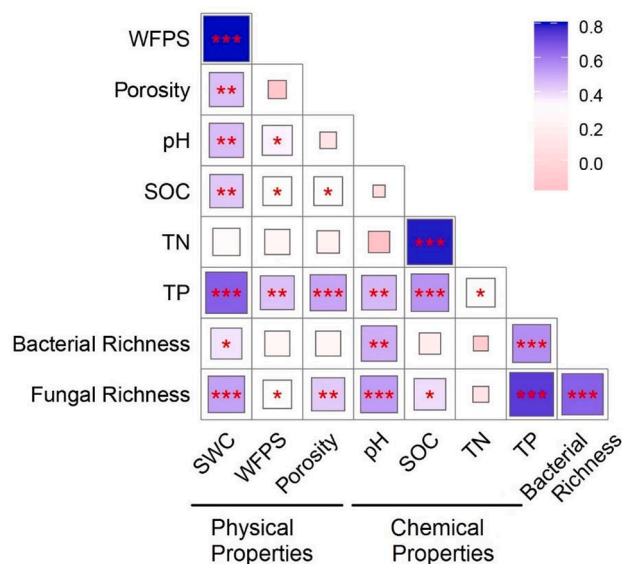 WFPS ***
0.8
Porosity **
0.6
pH ** *
0.4
SOC ** * *
0.2
0.0
TN ***
TP *** ** *** ** *** *
Bacterial Richness * ** ***
Fungal Richness *** * ** *** * *** ***
SWC WFPS Porosity pH SOC TN TP Bacterial
Richness
Physical
Properties
Chemical
Properties